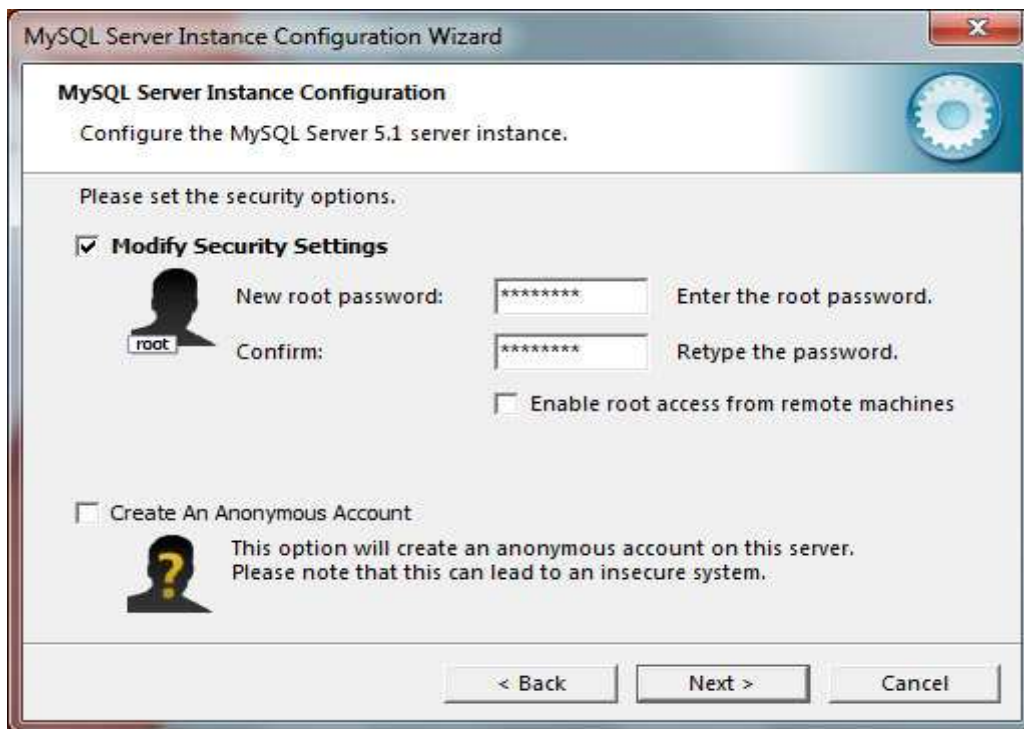 MySQL Server Instance Configuration Wizard
MySQL Server Instance Configuration
Configure the MySQL Server 5.1 server instance.
Please set the security options.
Modify Security Settings
New root password: ******** Enter the root password.
root
Confirm: ******** Retype the password.
Enable root access from remote machines
Create An Anonymous Account
?
This option will create an anonymous account on this server.
Please note that this can lead to an insecure system.
< Back Next > Cancel